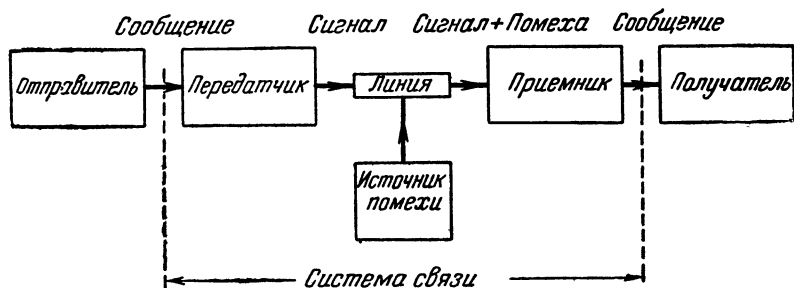 Сообщение Сигнал Сигнал+Помеха Сообщение
Отправитель Передатчик Линия Приемник Получатель
Источник
помехи
Система связи